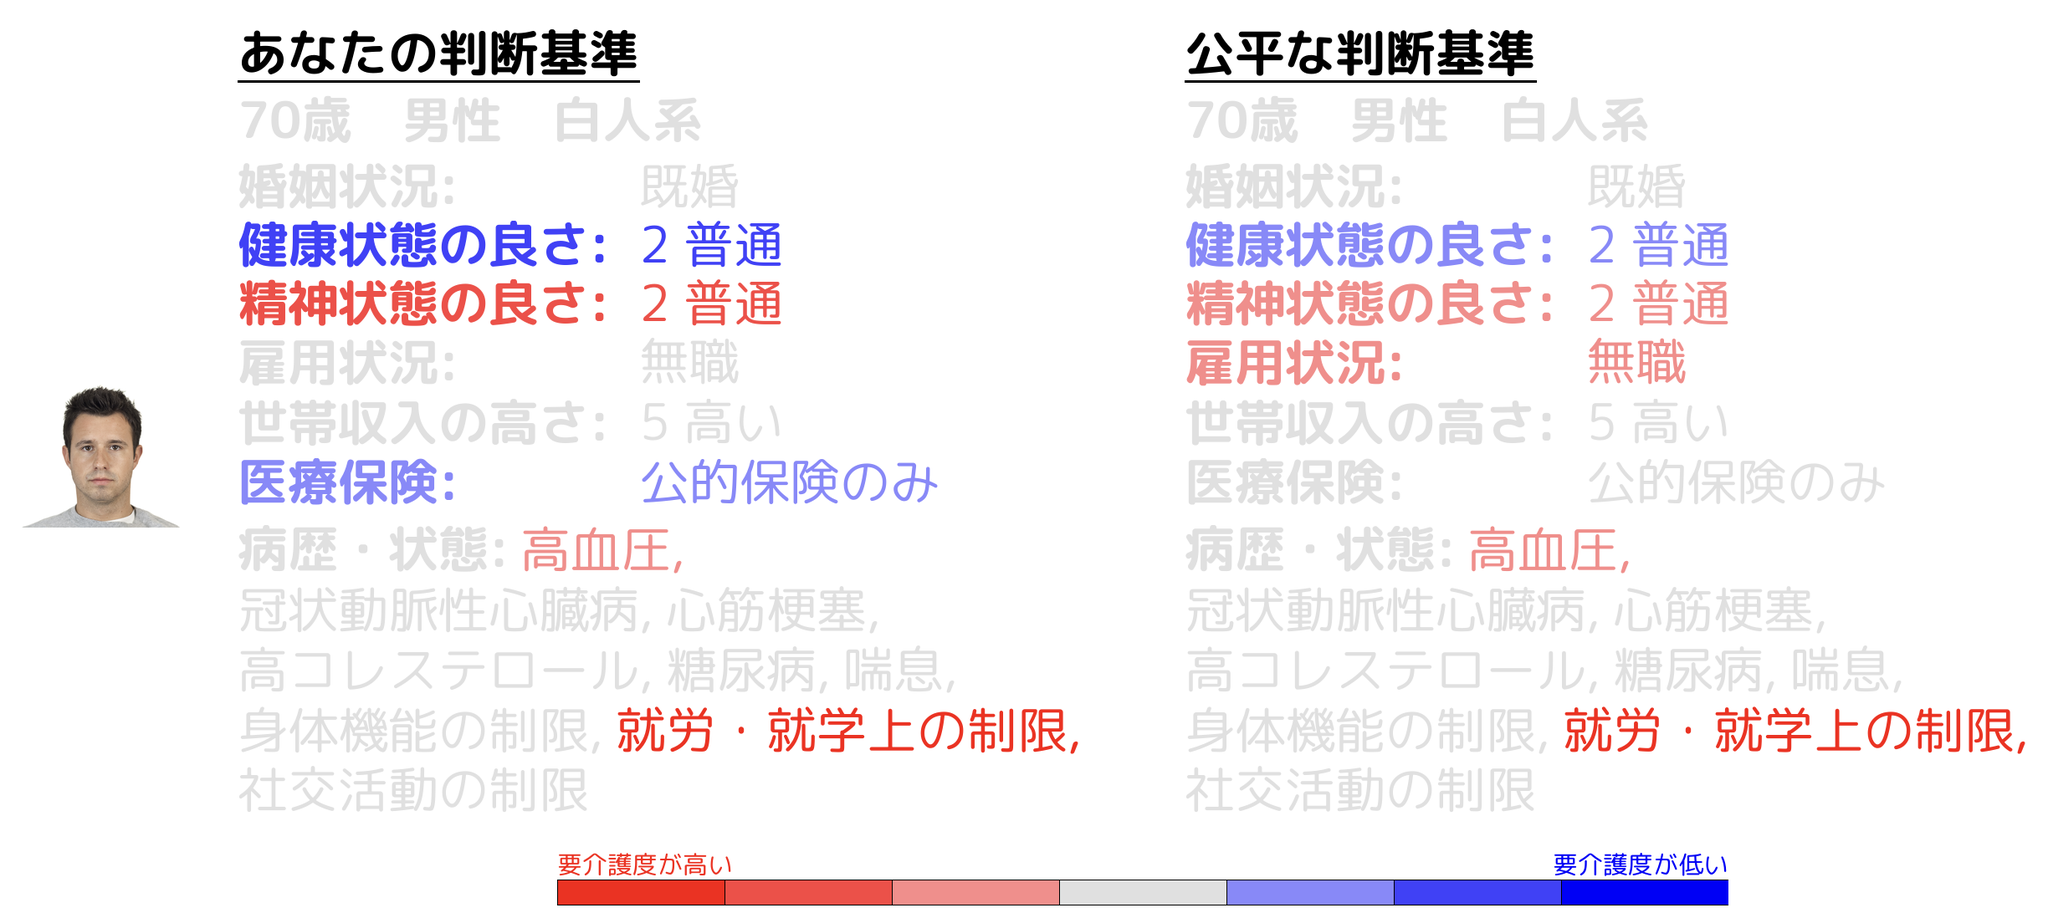 あなたの判断基準
70歳　男性　白人系
婚姻状況: 既婚
健康状態の良さ: 2 普通
精神状態の良さ: 2 普通
雇用状況: 無職
世帯収入の高さ: 5 高い
医療保険: 公的保険のみ
病歴・状態: 高血圧,
冠状動脈性心臓病, 心筋梗塞,
高コレステロール, 糖尿病, 喘息,
身体機能の制限, 就労・就学上の制限,
社交活動の制限
公平な判断基準
70歳　男性　白人系
婚姻状況: 既婚
健康状態の良さ: 2 普通
精神状態の良さ: 2 普通
雇用状況: 無職
世帯収入の高さ: 5 高い
医療保険: 公的保険のみ
病歴・状態: 高血圧,
冠状動脈性心臓病, 心筋梗塞,
高コレステロール, 糖尿病, 喘息,
身体機能の制限, 就労・就学上の制限,
社交活動の制限
要介護度が高い
要介護度が低い